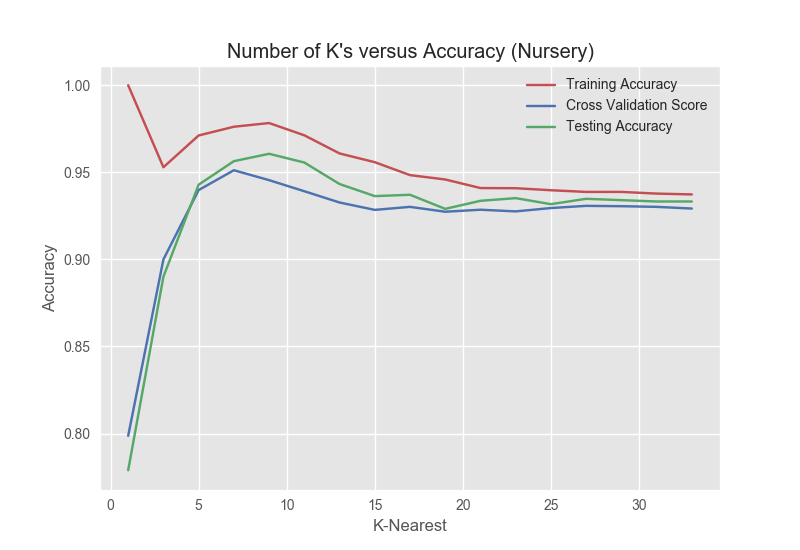 Number of K's versus Accuracy (Nursery)
Training Accuracy
Cross Validation Score
Testing Accuracy
1.00
0.95
0.90
0.85
0.80
Accuracy
0 5 10 15 20 25 30
K-Nearest